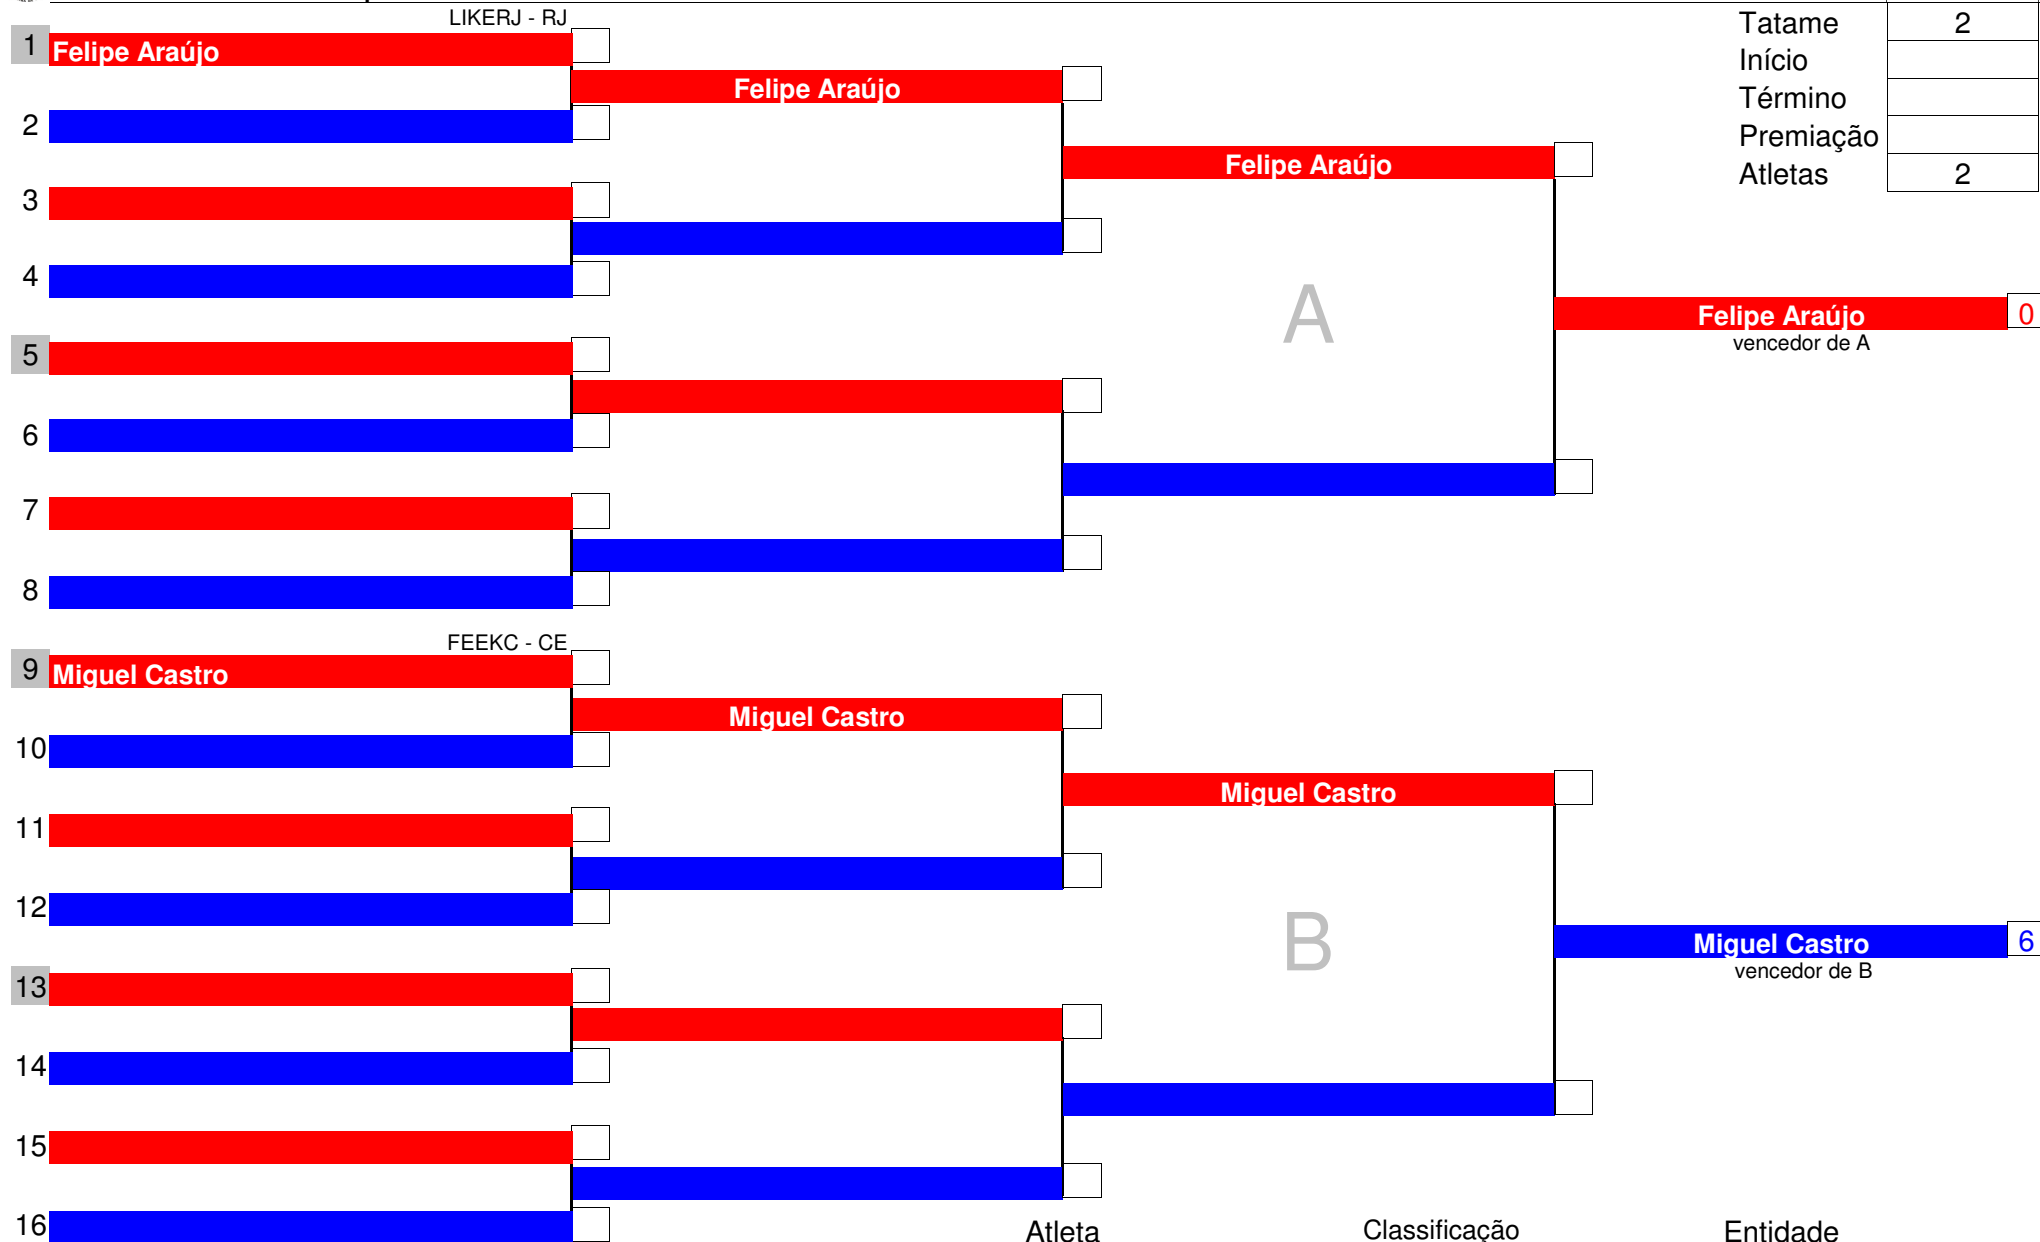 LIKERJ - RJ
Tatame 2
1 Felipe Araújo
Início
Felipe Araújo
Término
2
Premiação
Felipe Araújo
Atletas 2
3
4
A
Felipe Araújo 0
vencedor de A
5
6
7
8
FEEKC - CE
9 Miguel Castro
Miguel Castro
10
Miguel Castro
11
12
B
Miguel Castro 6
vencedor de B
13
14
15
16
Atleta Classificação Entidade